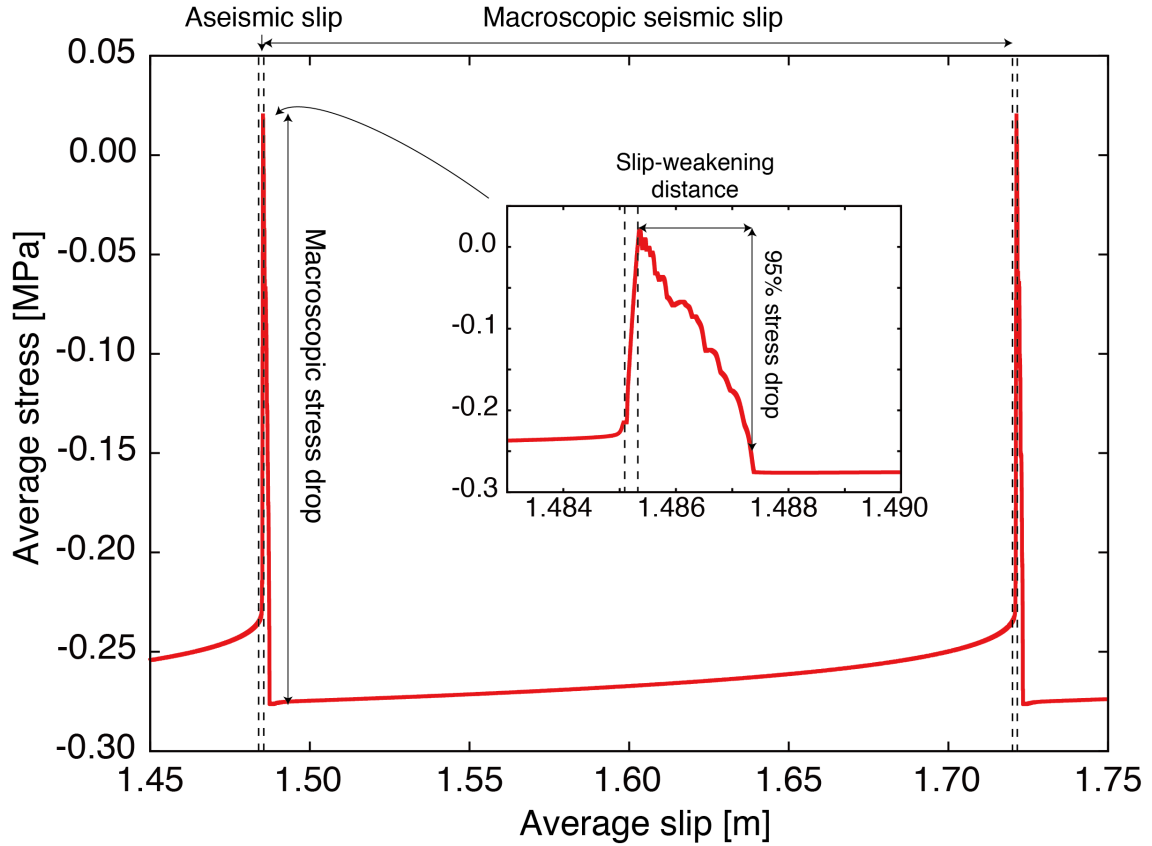 Aseismic slip
Macroscopic seismic slip
0.05
0.00
-0.05
-0.10
-0.15
-0.20
-0.25
-0.30
Average stress [MPa]
Macroscopic stress drop
Slip-weakening
distance
0.0
-0.1
-0.2
-0.3
95% stress drop
1.484 1.486 1.488 1.490
1.45 1.50 1.55 1.60 1.65 1.70 1.75
Average slip [m]